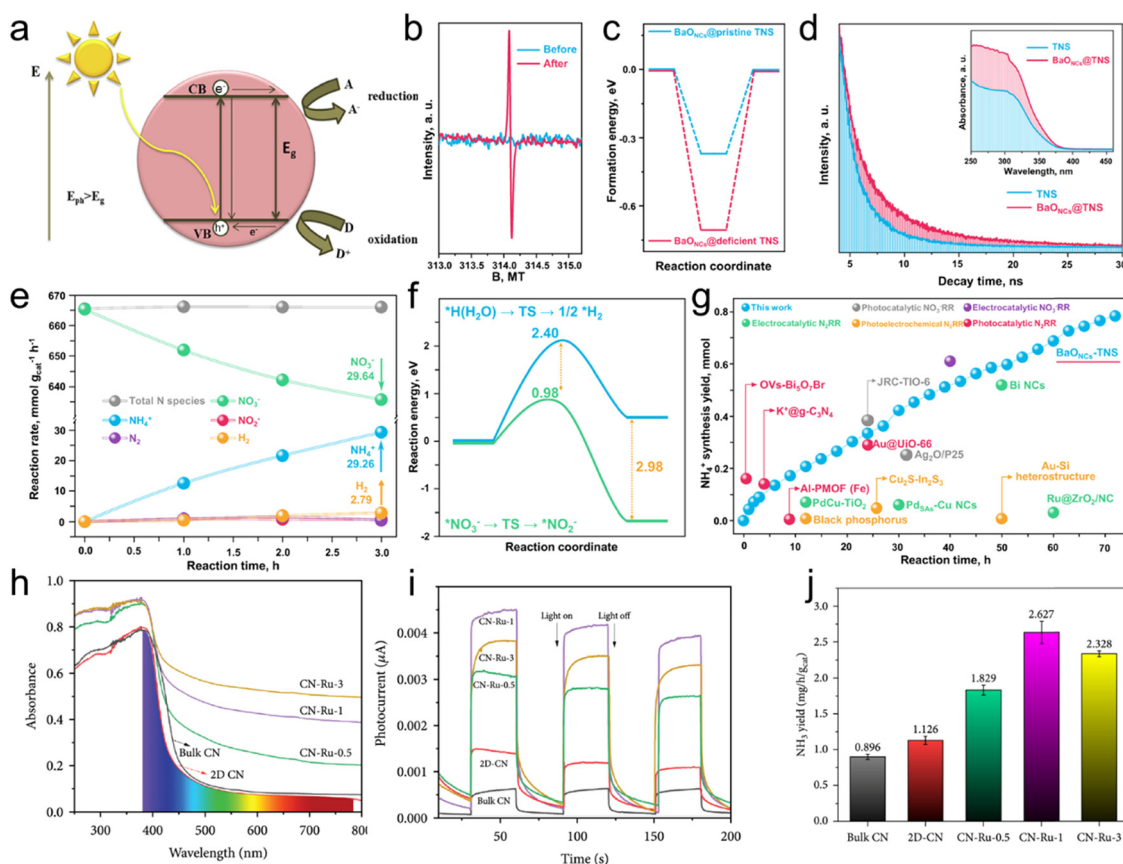 a
E
CB
e⁻
A
reduction
A⁻
E_g
E_ph>E_g
VB
h⁺
e⁻
D
oxidation
D⁺
b
Before
After
Intensity, a. u.
313.0 313.5 314.0 314.5 315.0
B, MT
c
BaO_NCs@pristine TNS
0.0
-0.3
-0.6
Formation energy, eV
BaO_NCs@deficient TNS
Reaction coordinate
d
TNS
BaO_NCs@TNS
Absorbance, a. u.
250 300 350 400 450
Wavelength, nm
TNS
BaO_NCs@TNS
Intensity, a. u.
5 10 15 20 25 30
Decay time, ns
e
670
660
650
640
30
20
10
0
Reaction rate, mmol g_cat⁻¹ h⁻¹
NO₃⁻
29.64
Total N species
NO₃⁻
NH₄⁺
NO₂⁻
N₂
H₂
NH₄⁺
29.26
H₂
2.79
0.0 1.0 2.0 3.0
Reaction time, h
f
*H(H₂O) → TS → 1/2 *H₂
2.40
0.98
2.98
*NO₃⁻ → TS → *NO₂⁻
3
2
1
0
-1
-2
Reaction energy, eV
Reaction coordinate
g
This work
Photocatalytic NO₃⁻RR
Electrocatalytic NO₃⁻RR
Electrocatalytic N₂RR
Photoelectrochemical N₂RR
Photocatalytic N₂RR
BaO_NCs-TNS
OVs-Bi₅O₇Br
JRC-TIO-6
Bi NCs
K⁺@g-C₃N₄
Au@UiO-66
Ag₂O/P25
Al-PMOF (Fe)
Cu₂S-In₂S₃
Au-Si
heterostructure
PdCu-TiO₂
Pd_SAs-Cu NCs
Ru@ZrO₂/NC
Black phosphorus
0.8
0.6
0.4
0.2
0.0
NH₄⁺ synthesis yield, mmol
0 10 20 30 40 50 60 70
Reaction time, h
h
1.0
0.8
0.6
0.4
0.2
0.0
Absorbance
CN-Ru-3
CN-Ru-1
CN-Ru-0.5
Bulk CN
2D CN
300 400 500 600 700 800
Wavelength (nm)
i
0.004
0.003
0.002
0.001
0.000
Photocurrent (μA)
CN-Ru-1
Light on
Light off
CN-Ru-3
CN-Ru-0.5
2D-CN
Bulk CN
50 100 150 200
Time (s)
j
3.0
2.5
2.0
1.5
1.0
0.5
0.0
NH₃ yield (mg/h/g_cat)
0.896
1.126
1.829
2.627
2.328
Bulk CN 2D-CN CN-Ru-0.5 CN-Ru-1 CN-Ru-3